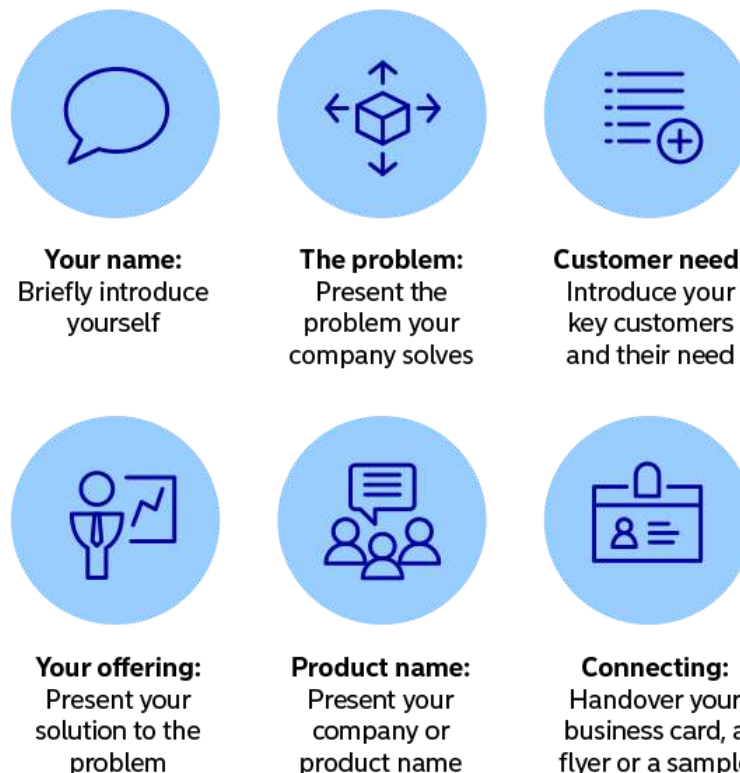 Your name:
Briefly introduce
yourself
The problem:
Present the
problem your
company solves
Customer need
Introduce your
key customers
and their need
Your offering:
Present your
solution to the
problem
Product name:
Present your
company or
product name
Connecting:
Handover your
business card, a
flyer or a sample